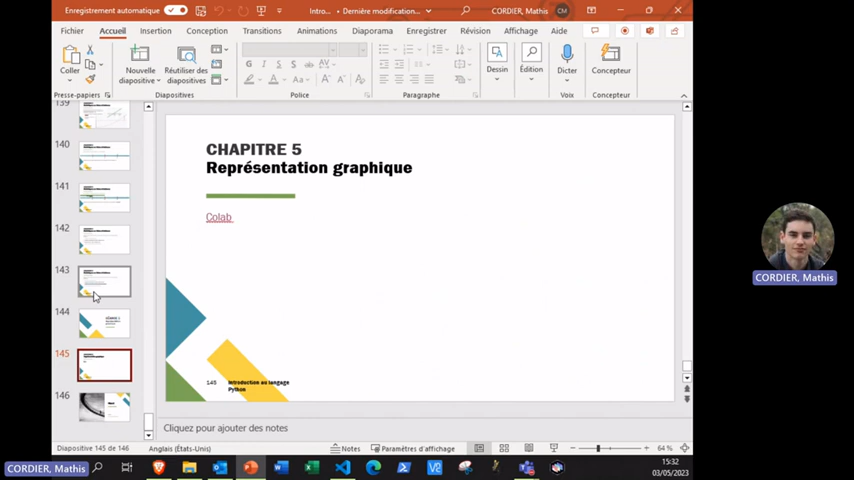 Enregistrement automatique
Intro... • Dernière modification...
CORDIER, Mathis
CM
Fichier Accueil Insertion Conception Transitions Animations Diaporama Enregistrer Révision Affichage Aide
Coller
Nouvelle diapositive
Réutiliser des diapositives
G I S ab
Aa
A A
Dessin
Édition
Dicter
Concepteur
Presse-papiers
Diapositives
Police
Paragraphe
Voix
Concepteur
139
140
141
142
143
144
145
146
CHAPITRE 5
Représentation graphique
Colab
145 Introduction au langage
Python
Cliquez pour ajouter des notes
Diapositive 145 de 146
Anglais (États-Unis)
Notes
Paramètres d'affichage
64 %
CORDIER, Mathis
15:32
03/05/2023
CORDIER, Mathis